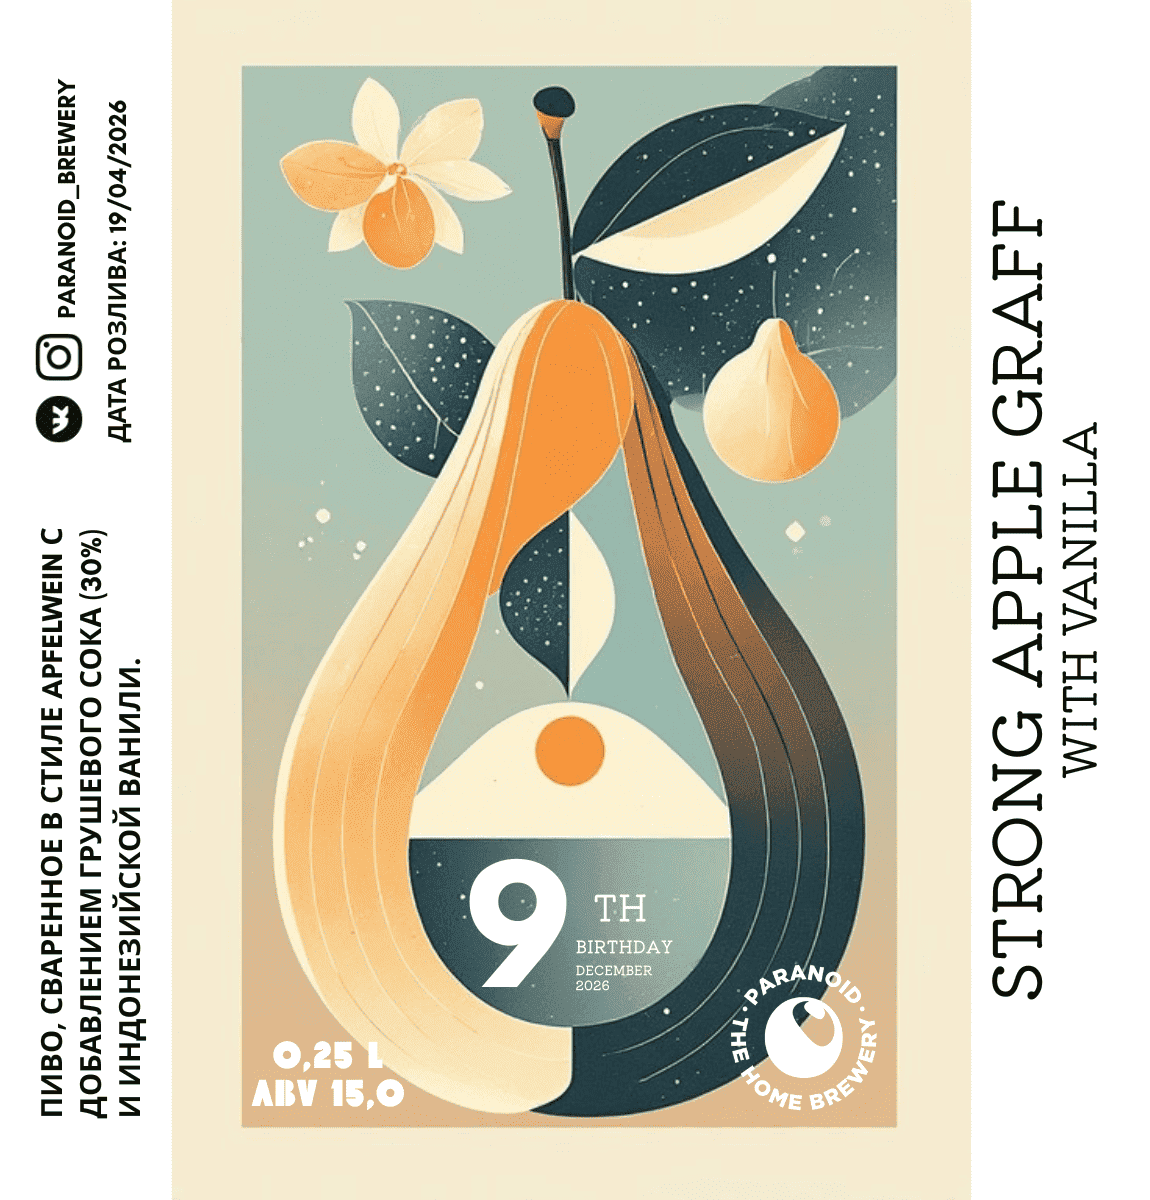 PARANOID_BREWERY
ДАТА РОЗЛИВА: 19/04/2026
ПИВО, СВАРЕННОЕ В СТИЛЕ APFELWEIN С
ДОБАВЛЕНИЕМ ГРУШЕВОГО СОКА (30%)
И ИНДОНЕЗИЙСКОЙ ВАНИЛИ.
9 TH
BIRTHDAY
DECEMBER
2026
0,25 L
ABV 15,0
· PARANOID ·
THE HOME BREWERY
STRONG APPLE GRAFF
WITH VANILLA